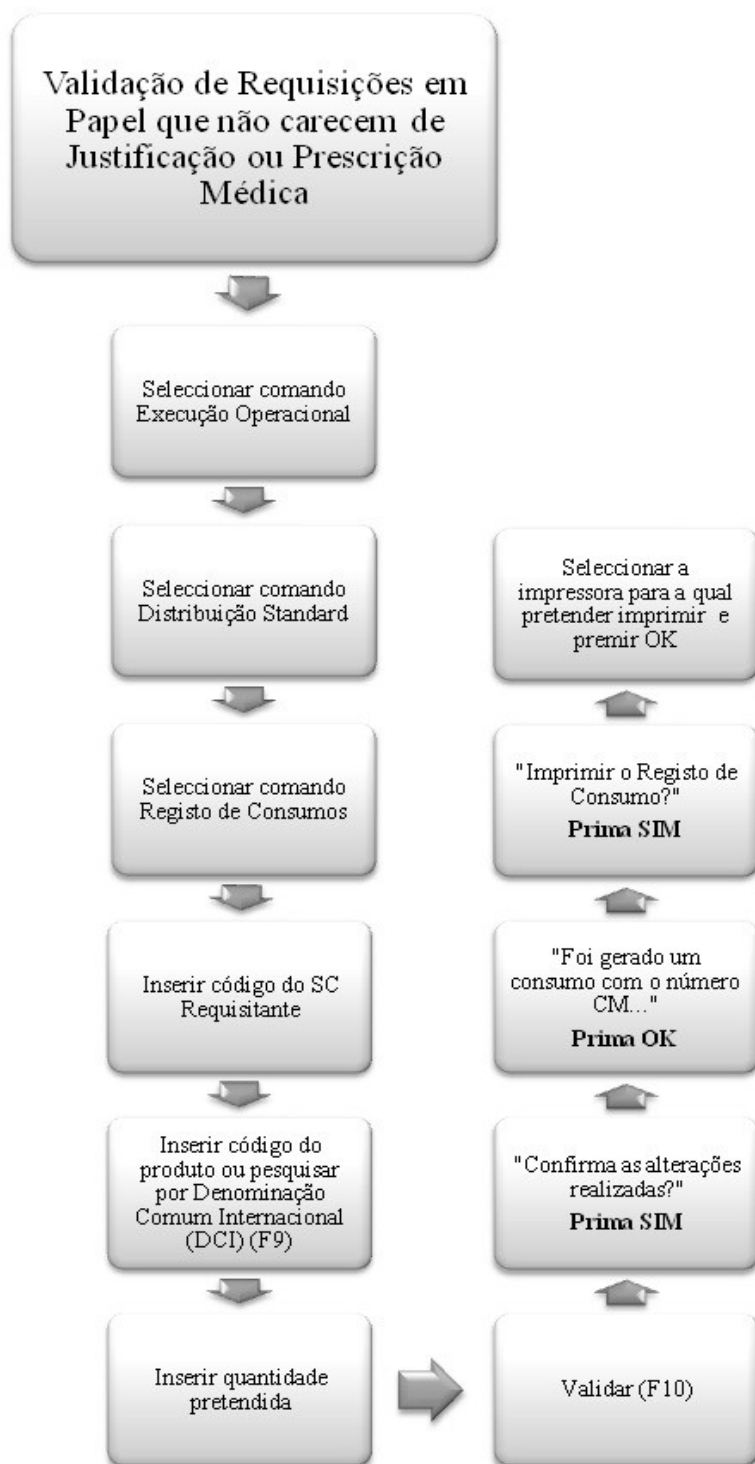 Validação de Requisições em
Papel que não carecem de
Justificação ou Prescrição
Médica
Seleccionar comando
Execução Operacional
Seleccionar comando
Distribuição Standard
Seleccionar comando
Registo de Consumos
Inserir código do SC
Requisitante
Inserir código do
produto ou pesquisar
por Denominação
Comum Internacional
(DCI) (F9)
Inserir quantidade
pretendida
Validar (F10)
"Confirma as alterações
realizadas?"
Prima SIM
"Foi gerado um
consumo com o número
CM..."
Prima OK
"Imprimir o Registo de
Consumo?"
Prima SIM
Seleccionar a
impressora para a qual
pretender imprimir e
premir OK